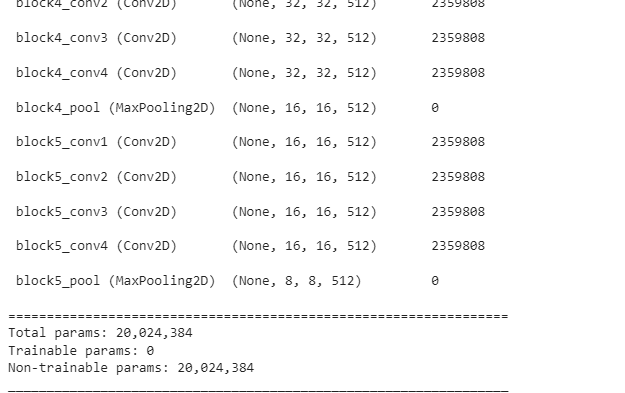 block4_conv2 (Conv2D) (None, 32, 32, 512) 2359808
block4_conv3 (Conv2D) (None, 32, 32, 512) 2359808
block4_conv4 (Conv2D) (None, 32, 32, 512) 2359808
block4_pool (MaxPooling2D) (None, 16, 16, 512) 0
block5_conv1 (Conv2D) (None, 16, 16, 512) 2359808
block5_conv2 (Conv2D) (None, 16, 16, 512) 2359808
block5_conv3 (Conv2D) (None, 16, 16, 512) 2359808
block5_conv4 (Conv2D) (None, 16, 16, 512) 2359808
block5_pool (MaxPooling2D) (None, 8, 8, 512) 0
=================================================================
Total params: 20,024,384
Trainable params: 0
Non-trainable params: 20,024,384
_________________________________________________________________